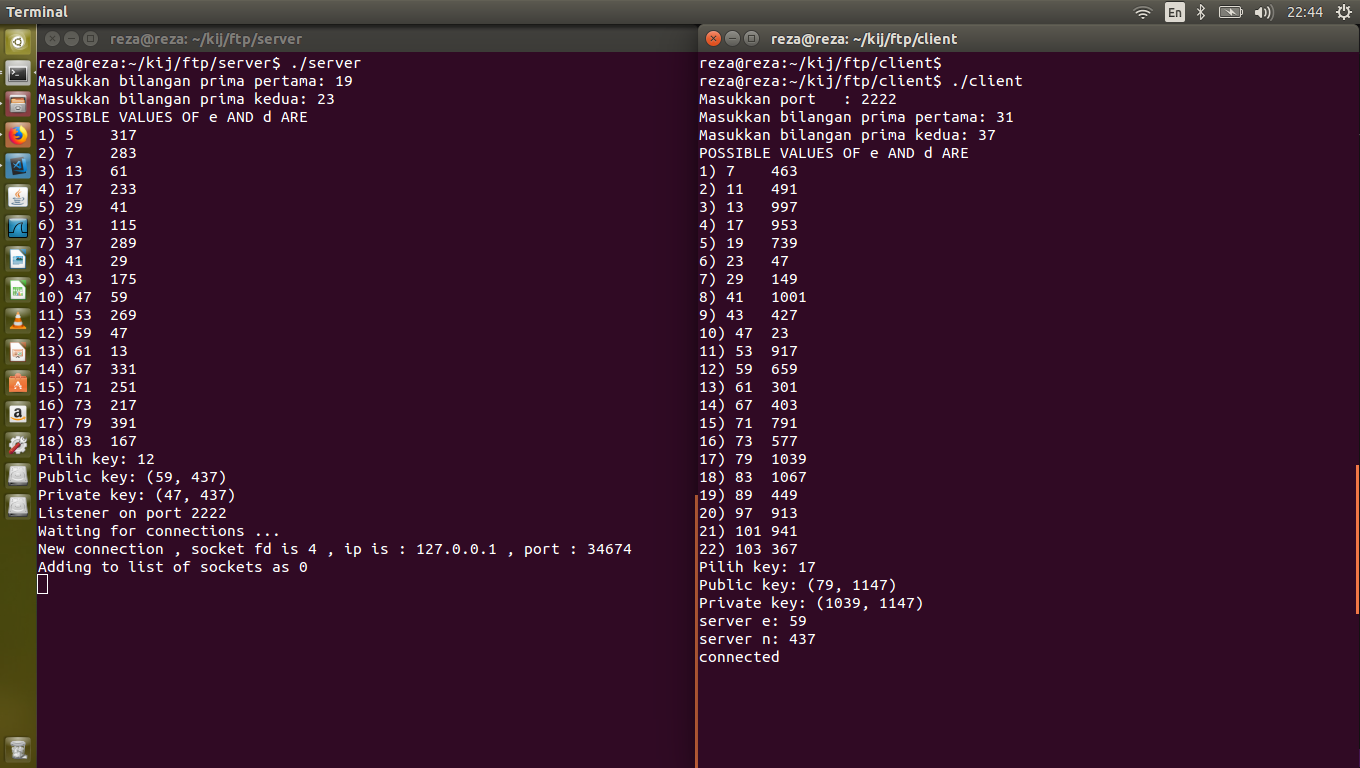 Terminal
En
22:44
reza@reza: ~/kij/ftp/server
reza@reza:~/kij/ftp/server$ ./server
Masukkan bilangan prima pertama: 19
Masukkan bilangan prima kedua: 23
POSSIBLE VALUES OF e AND d ARE
1) 5    317
2) 7    283
3) 13   61
4) 17   233
5) 29   41
6) 31   115
7) 37   289
8) 41   29
9) 43   175
10) 47  59
11) 53  269
12) 59  47
13) 61  13
14) 67  331
15) 71  251
16) 73  217
17) 79  391
18) 83  167
Pilih key: 12
Public key: (59, 437)
Private key: (47, 437)
Listener on port 2222
Waiting for connections ...
New connection , socket fd is 4 , ip is : 127.0.0.1 , port : 34674
Adding to list of sockets as 0
reza@reza: ~/kij/ftp/client
reza@reza:~/kij/ftp/client$
reza@reza:~/kij/ftp/client$ ./client
Masukkan port   : 2222
Masukkan bilangan prima pertama: 31
Masukkan bilangan prima kedua: 37
POSSIBLE VALUES OF e AND d ARE
1) 7    463
2) 11   491
3) 13   997
4) 17   953
5) 19   739
6) 23   47
7) 29   149
8) 41   1001
9) 43   427
10) 47  23
11) 53  917
12) 59  659
13) 61  301
14) 67  403
15) 71  791
16) 73  577
17) 79  1039
18) 83  1067
19) 89  449
20) 97  913
21) 101 941
22) 103 367
Pilih key: 17
Public key: (79, 1147)
Private key: (1039, 1147)
server e: 59
server n: 437
connected